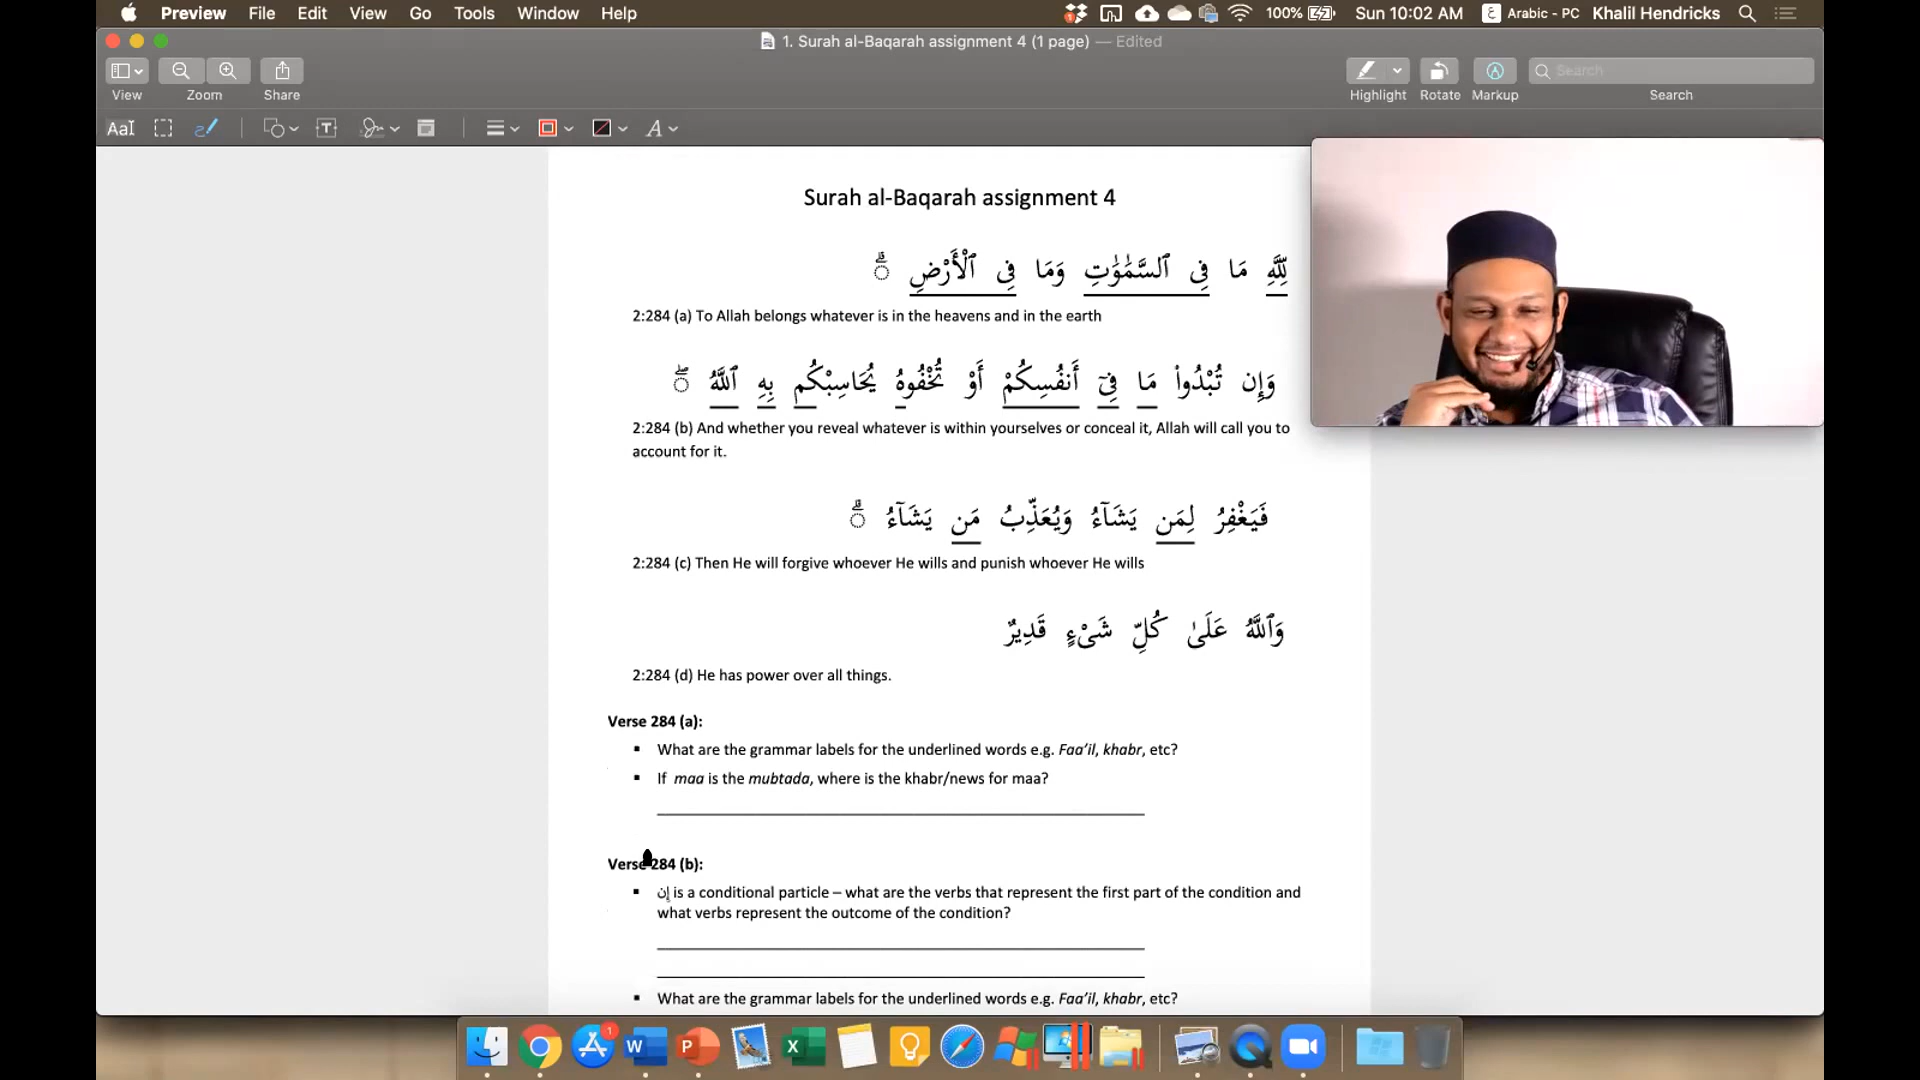 Preview File Edit View Go Tools Window Help 100% Sun 10:02 AM ع Arabic - PC Khalil Hendricks
1. Surah al-Baqarah assignment 4 (1 page) — Edited
Search
View Zoom Share Highlight Rotate Markup Search
AaI T A
Surah al-Baqarah assignment 4
لِّلَّهِ مَا فِى ٱلسَّمَٰوَٰتِ وَمَا فِى ٱلْأَرْضِ ۗ
2:284 (a) To Allah belongs whatever is in the heavens and in the earth
وَإِن تُبْدُوا۟ مَا فِىٓ أَنفُسِكُمْ أَوْ تُخْفُوهُ يُحَاسِبْكُم بِهِ ٱللَّهُ ۖ
2:284 (b) And whether you reveal whatever is within yourselves or conceal it, Allah will call you to
account for it.
فَيَغْفِرُ لِمَن يَشَآءُ وَيُعَذِّبُ مَن يَشَآءُ ۗ
2:284 (c) Then He will forgive whoever He wills and punish whoever He wills
وَٱللَّهُ عَلَىٰ كُلِّ شَىْءٍ قَدِيرٌ
2:284 (d) He has power over all things.
Verse 284 (a):
▪ What are the grammar labels for the underlined words e.g. Faa’il, khabr, etc?
▪ If maa is the mubtada, where is the khabr/news for maa?
Verse 284 (b):
▪ إِن is a conditional particle – what are the verbs that represent the first part of the condition and
what verbs represent the outcome of the condition?
▪ What are the grammar labels for the underlined words e.g. Faa’il, khabr, etc?
1 W P X